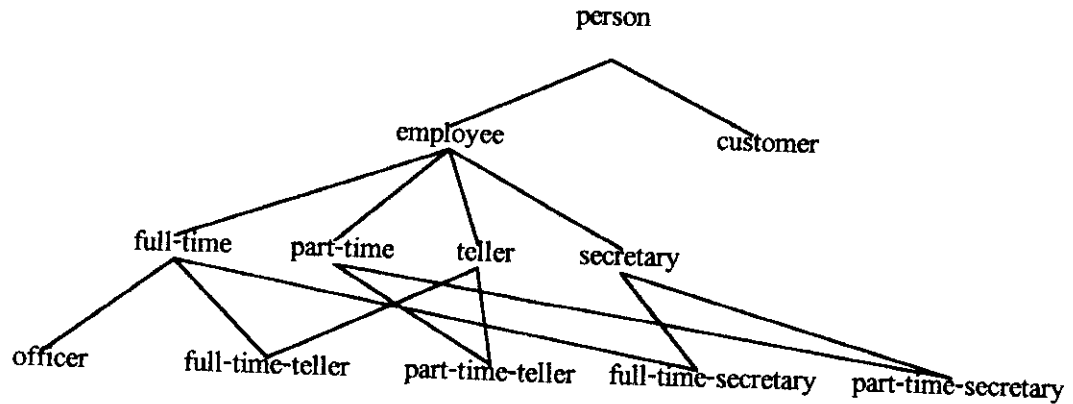 person
employee
customer
full-time
part-time
teller
secretary
officer
full-time-teller
part-time-teller
full-time-secretary
part-time-secretary